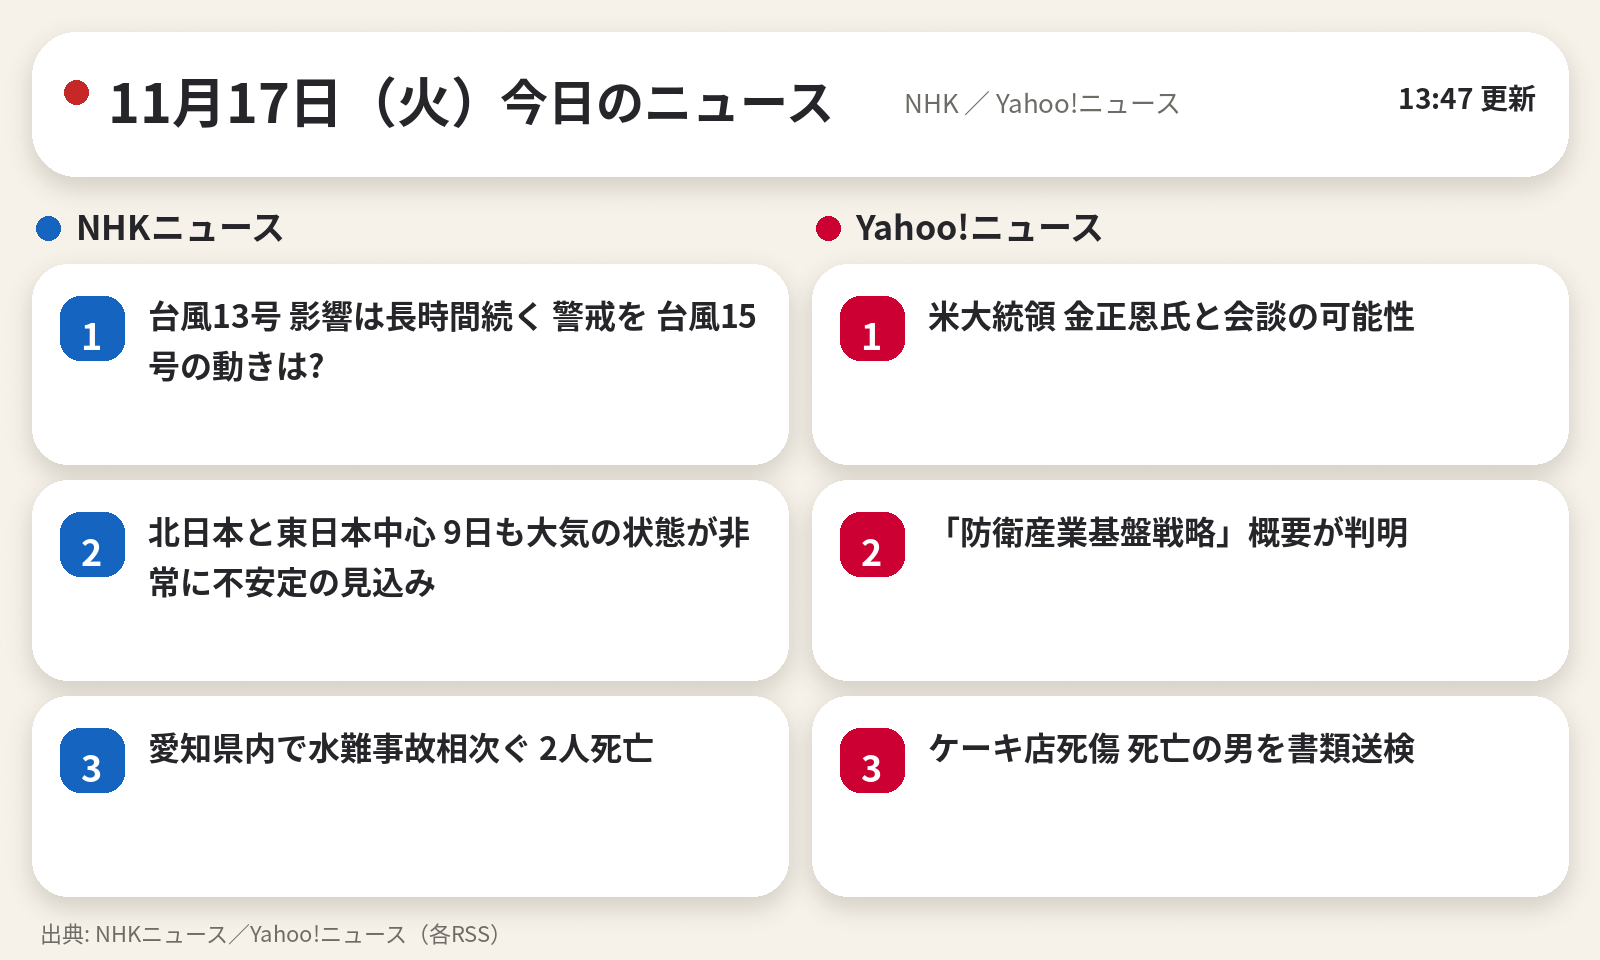 11月17日（火）今日のニュース
NHK ／ Yahoo!ニュース
13:47 更新
NHKニュース
1
台風13号 影響は長時間続く 警戒を 台風15
号の動きは?
2
北日本と東日本中心 9日も大気の状態が非
常に不安定の見込み
3
愛知県内で水難事故相次ぐ 2人死亡
Yahoo!ニュース
1
米大統領 金正恩氏と会談の可能性
2
「防衛産業基盤戦略」概要が判明
3
ケーキ店死傷 死亡の男を書類送検
出典: NHKニュース／Yahoo!ニュース（各RSS）